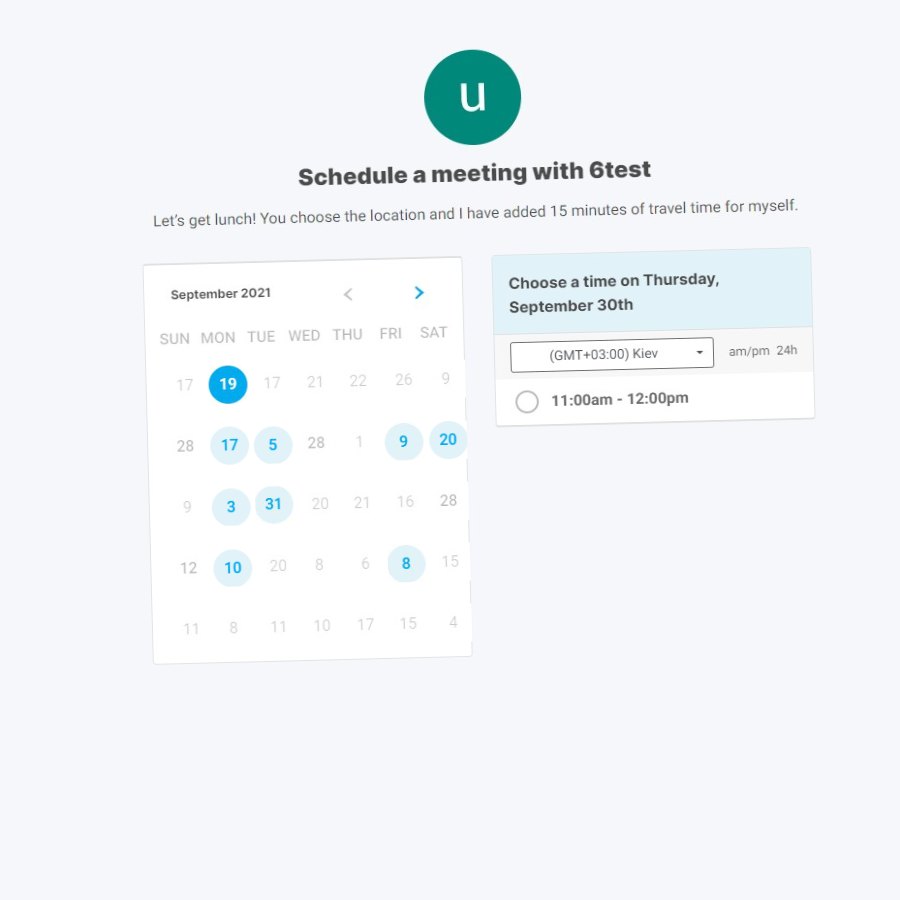 u
Schedule a meeting with 6test
Let's get lunch! You choose the location and I have added 15 minutes of travel time for myself.
September 2021
SUN MON TUE WED THU FRI SAT
17 19 17 21 22 26 9
28 17 5 28 1 9 20
9 3 31 20 21 16 28
12 10 20 8 6 8 15
11 8 11 10 17 15 4
Choose a time on Thursday,
September 30th
(GMT+03:00) Kiev am/pm 24h
11:00am - 12:00pm